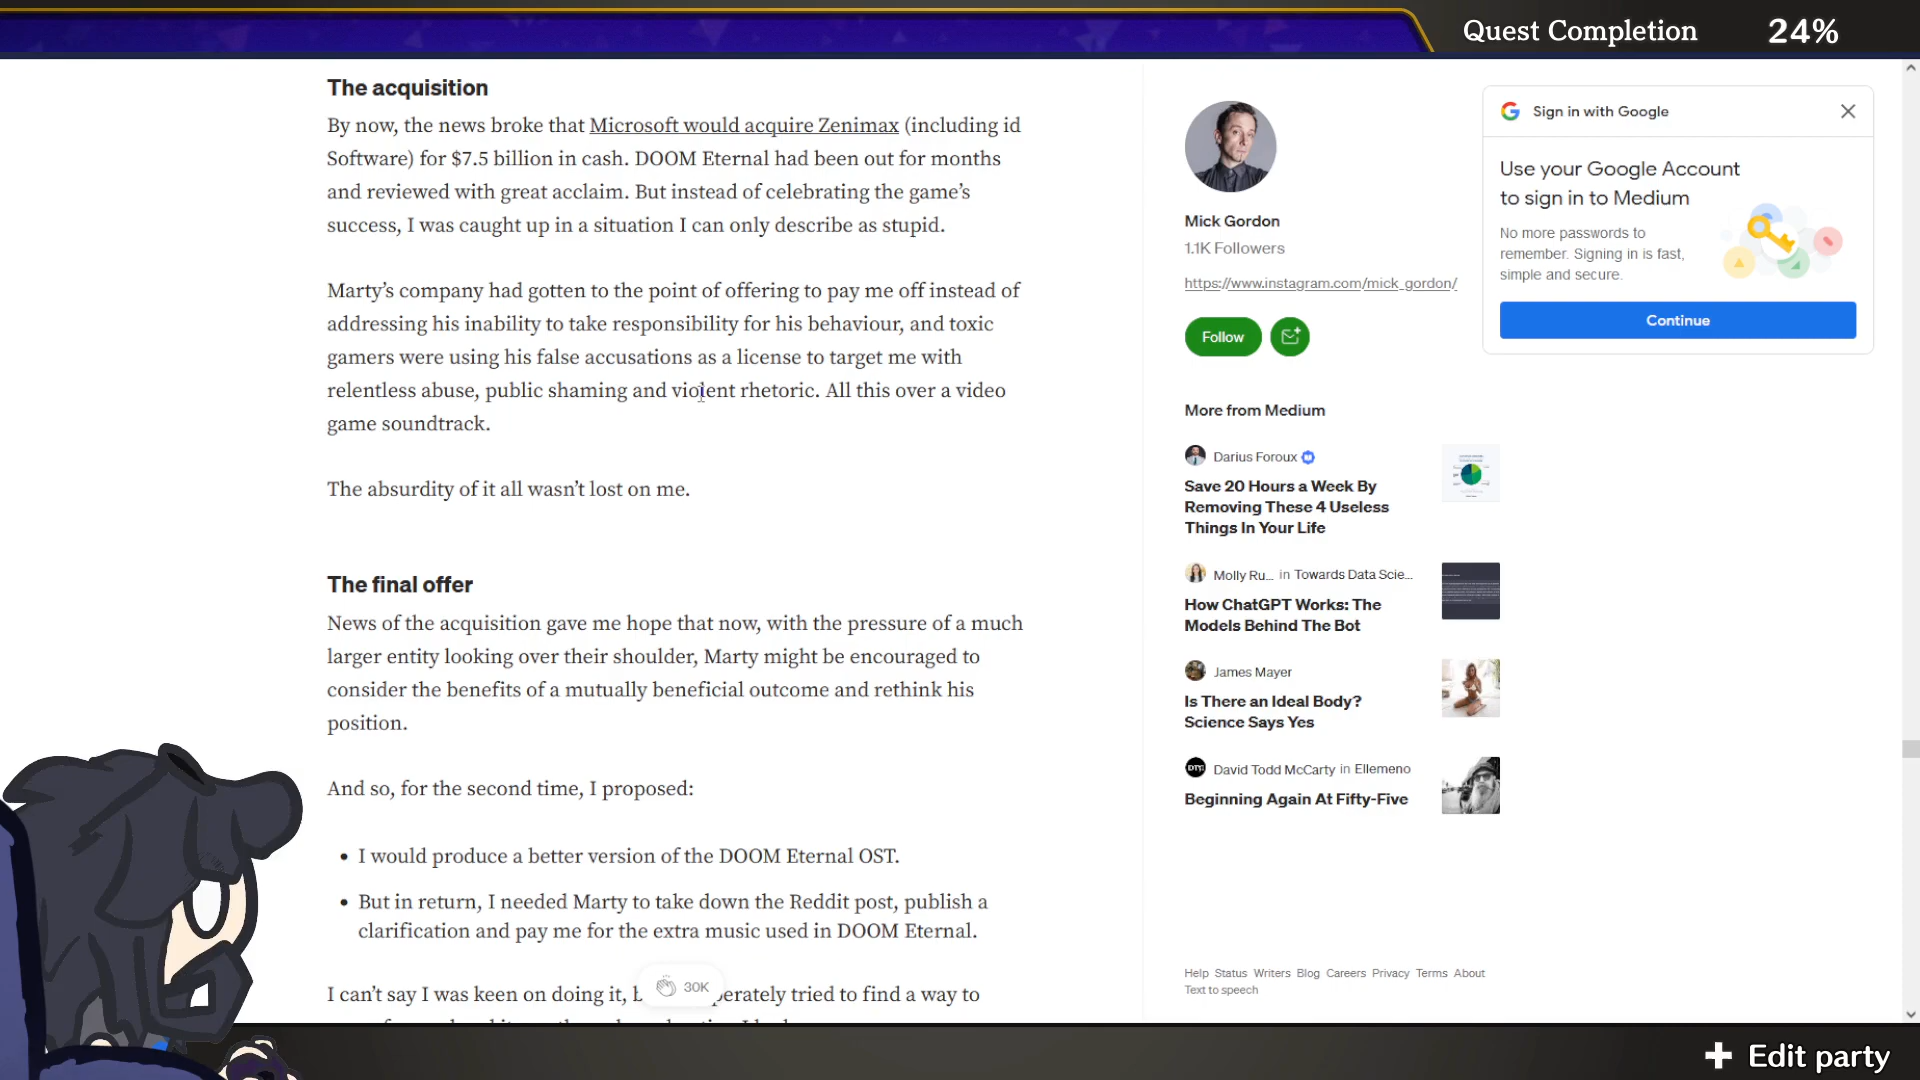 Quest Completion 24%
The acquisition
By now, the news broke that Microsoft would acquire Zenimax (including id
Software) for $7.5 billion in cash. DOOM Eternal had been out for months
and reviewed with great acclaim. But instead of celebrating the game’s
success, I was caught up in a situation I can only describe as stupid.
Marty’s company had gotten to the point of offering to pay me off instead of
addressing his inability to take responsibility for his behaviour, and toxic
gamers were using his false accusations as a license to target me with
relentless abuse, public shaming and violent rhetoric. All this over a video
game soundtrack.
The absurdity of it all wasn’t lost on me.
The final offer
News of the acquisition gave me hope that now, with the pressure of a much
larger entity looking over their shoulder, Marty might be encouraged to
consider the benefits of a mutually beneficial outcome and rethink his
position.
And so, for the second time, I proposed:
• I would produce a better version of the DOOM Eternal OST.
• But in return, I needed Marty to take down the Reddit post, publish a
clarification and pay me for the extra music used in DOOM Eternal.
I can’t say I was keen on doing it, perately tried to find a way to
30K
Mick Gordon
1.1K Followers
https://www.instagram.com/mick_gordon/
Follow
More from Medium
Darius Foroux
Save 20 Hours a Week By
Removing These 4 Useless
Things In Your Life
Molly Ru... in Towards Data Scie...
How ChatGPT Works: The
Models Behind The Bot
James Mayer
Is There an Ideal Body?
Science Says Yes
David Todd McCarty in Ellemeno
Beginning Again At Fifty-Five
Help Status Writers Blog Careers Privacy Terms About
Text to speech
Sign in with Google
Use your Google Account
to sign in to Medium
No more passwords to
remember. Signing in is fast,
simple and secure.
Continue
Edit party